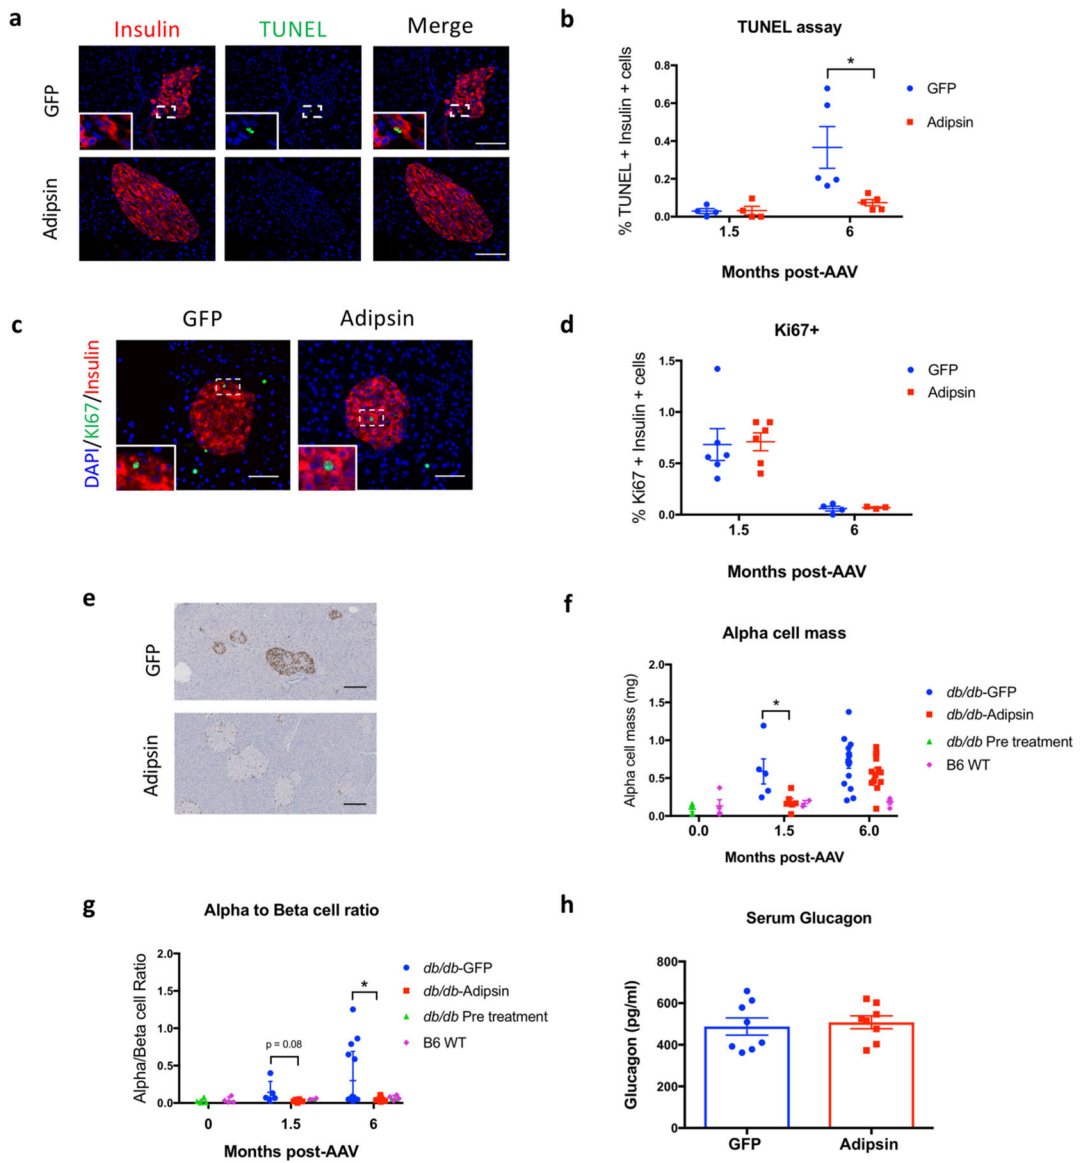 a
Insulin
TUNEL
Merge
GFP
Adipsin
b
TUNEL assay
% TUNEL + Insulin + cells
0.8
0.6
0.4
0.2
0.0
*
GFP
Adipsin
1.5
6
Months post-AAV
c
GFP
Adipsin
DAPI/KI67/Insulin
d
Ki67+
% Ki67 + Insulin + cells
1.5
1.0
0.5
0.0
GFP
Adipsin
1.5
6
Months post-AAV
e
GFP
Adipsin
f
Alpha cell mass
Alpha cell mass (mg)
2.0
1.5
1.0
0.5
0.0
*
db/db-GFP
db/db-Adipsin
db/db Pre treatment
B6 WT
0.0
1.5
6.0
Months post-AAV
g
Alpha to Beta cell ratio
Alpha/Beta cell Ratio
2.0
1.5
1.0
0.5
0.0
p = 0.08
*
db/db-GFP
db/db-Adipsin
db/db Pre treatment
B6 WT
0
1.5
6
Months post-AAV
h
Serum Glucagon
Glucagon (pg/ml)
800
600
400
200
0
GFP
Adipsin